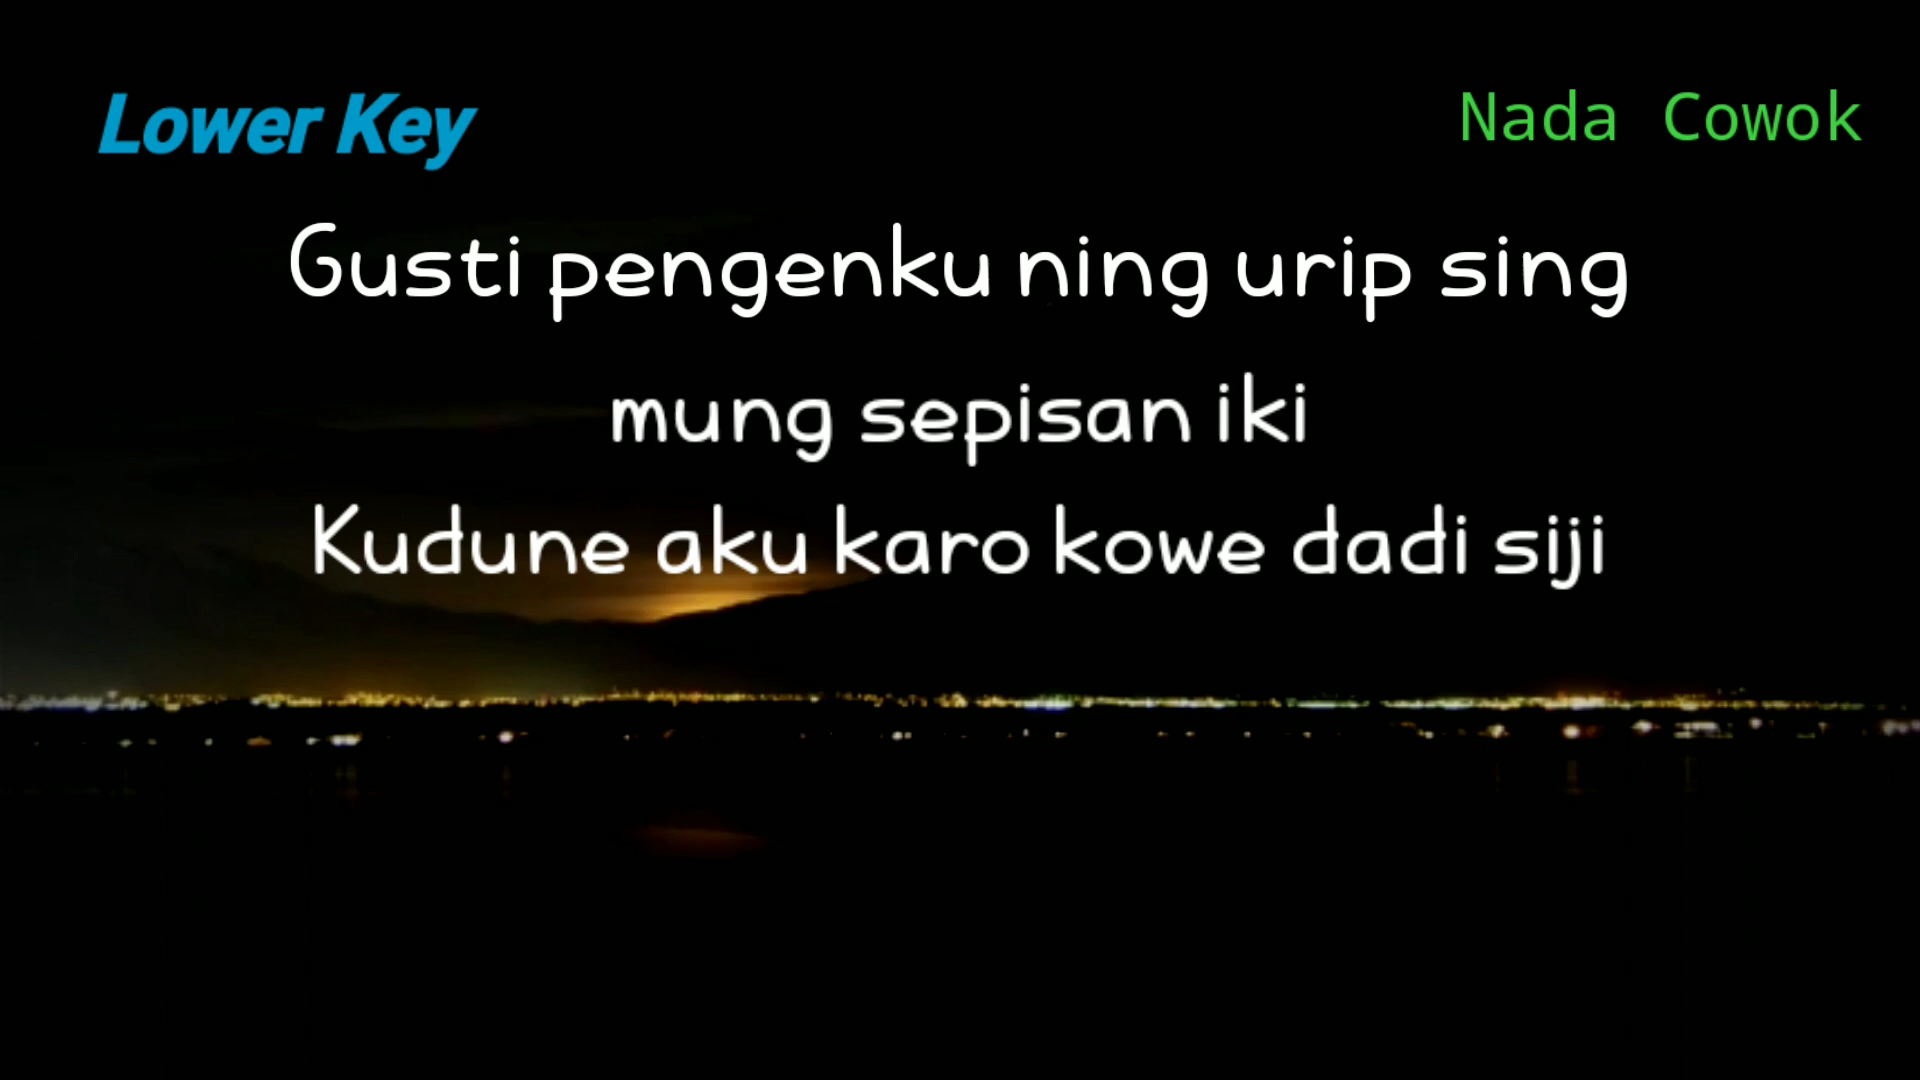 Lower Key
Nada Cowok
Gusti pengenku ning urip sing
mung sepisan iki
Kudune aku karo kowe dadi siji